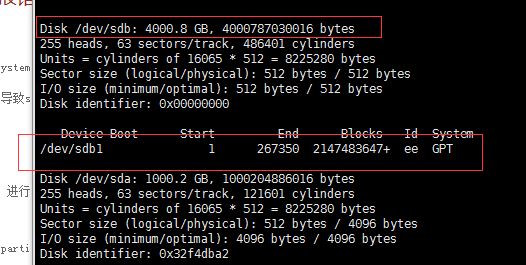 Disk /dev/sdb: 4000.8 GB, 4000787030016 bytes
255 heads, 63 sectors/track, 486401 cylinders
Units = cylinders of 16065 * 512 = 8225280 bytes
Sector size (logical/physical): 512 bytes / 512 bytes
I/O size (minimum/optimal): 512 bytes / 512 bytes
Disk identifier: 0x00000000
Device Boot Start End Blocks Id System
/dev/sdb1 1 267350 2147483647+ ee GPT
Disk /dev/sda: 1000.2 GB, 1000204886016 bytes
255 heads, 63 sectors/track, 121601 cylinders
Units = cylinders of 16065 * 512 = 8225280 bytes
Sector size (logical/physical): 512 bytes / 4096 bytes
I/O size (minimum/optimal): 4096 bytes / 4096 bytes
Disk identifier: 0x32f4dba2
ystem
导致s
进行
parti